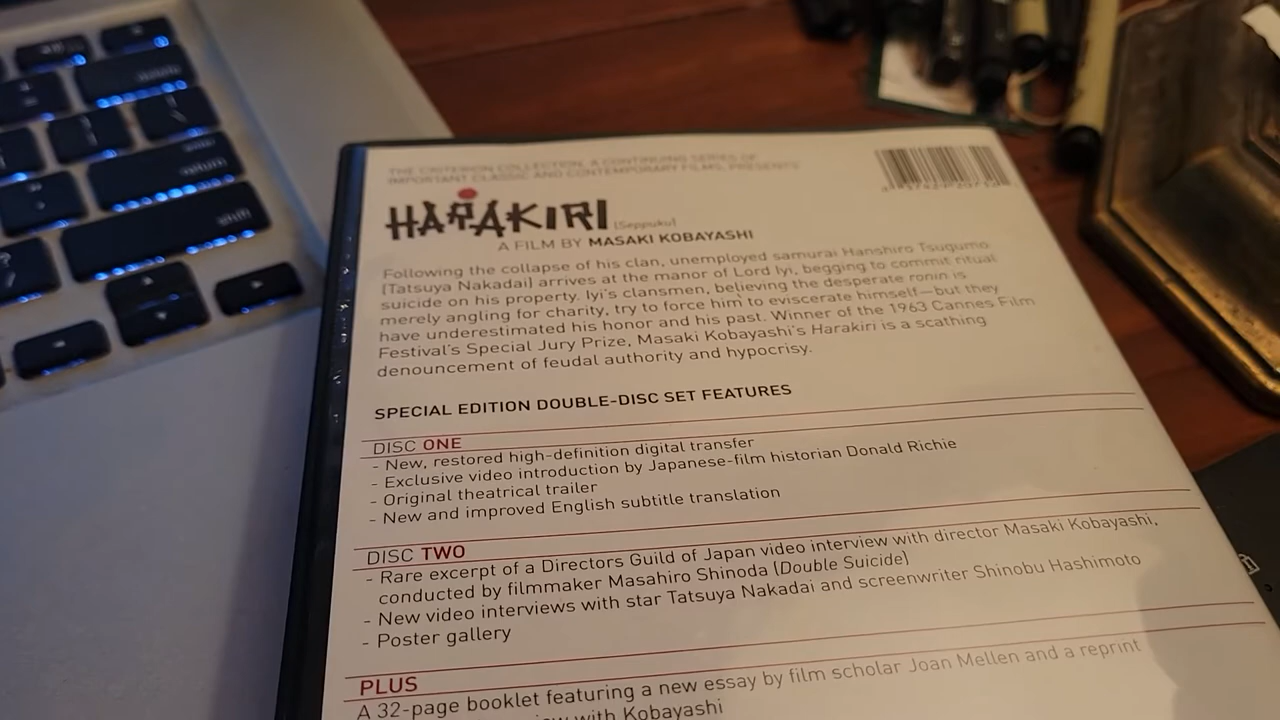 THE CRITERION COLLECTION, A CONTINUING SERIES OF
IMPORTANT CLASSIC AND CONTEMPORARY FILMS, PRESENTS
HARAKIRI (Seppuku)
A FILM BY MASAKI KOBAYASHI
Following the collapse of his clan, unemployed samurai Hanshiro Tsugumo
(Tatsuya Nakadai) arrives at the manor of Lord Iyi, begging to commit ritual
suicide on his property. Iyi's clansmen, believing the desperate ronin is
merely angling for charity, try to force him to eviscerate himself—but they
have underestimated his honor and his past. Winner of the 1963 Cannes Film
Festival's Special Jury Prize, Masaki Kobayashi's Harakiri is a scathing
denouncement of feudal authority and hypocrisy.
SPECIAL EDITION DOUBLE-DISC SET FEATURES
DISC ONE
- New, restored high-definition digital transfer
- Exclusive video introduction by Japanese-film historian Donald Richie
- Original theatrical trailer
- New and improved English subtitle translation
DISC TWO
- Rare excerpt of a Directors Guild of Japan video interview with director Masaki Kobayashi,
conducted by filmmaker Masahiro Shinoda (Double Suicide)
- New video interviews with star Tatsuya Nakadai and screenwriter Shinobu Hashimoto
- Poster gallery
PLUS
A 32-page booklet featuring a new essay by film scholar Joan Mellen and a reprint
with Kobayashi
return
shift